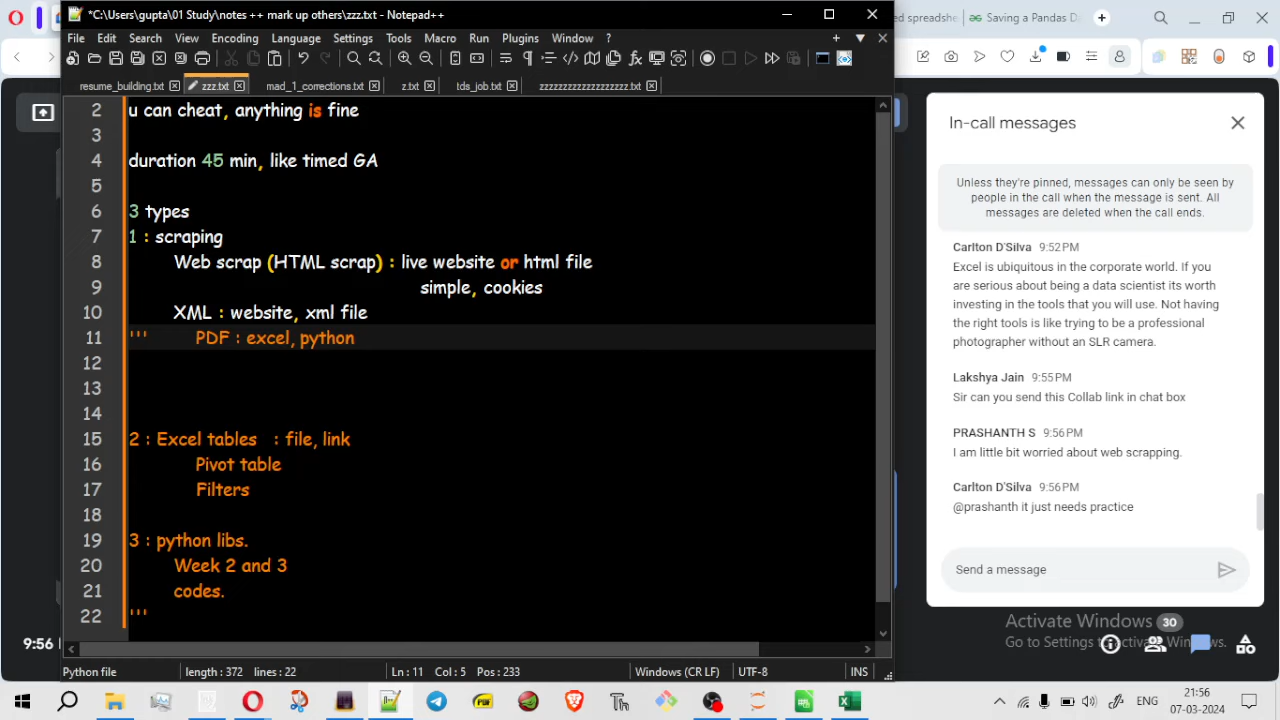 *C:\Users\gupta\01 Study\notes ++ mark up others\zzz.txt - Notepad++
ed spreadshe
Saving a Pandas Da
File Edit Search View Encoding Language Settings Tools Macro Run Plugins Window ?
resume_building.txt zzz.txt mad_1_corrections.txt z.txt tds_job.txt zzzzzzzzzzzzzzzzzz.txt
2 u can cheat, anything is fine
3
4 duration 45 min, like timed GA
5
6 3 types
7 1 : scraping
8 Web scrap (HTML scrap) : live website or html file
9 simple, cookies
10 XML : website, xml file
11 ''' PDF : excel, python
12
13
14
15 2 : Excel tables : file, link
16 Pivot table
17 Filters
18
19 3 : python libs.
20 Week 2 and 3
21 codes.
22 '''
Python file length: 372 lines: 22 Ln: 11 Col: 5 Pos: 233 Windows (CR LF) UTF-8 INS
In-call messages
Unless they're pinned, messages can only be seen by
people in the call when the message is sent. All
messages are deleted when the call ends.
Carlton D'Silva 9:52 PM
Excel is ubiquitous in the corporate world. If you
are serious about being a data scientist its worth
investing in the tools that you will use. Not having
the right tools is like trying to be a professional
photographer without an SLR camera.
Lakshya Jain 9:55 PM
Sir can you send this Collab link in chat box
PRASHANTH S 9:56 PM
I am little bit worried about web scrapping.
Carlton D'Silva 9:56 PM
@prashanth it just needs practice
Send a message
Activate Windows
30
Go to Settings to activate Windows.
9:56
ENG
21:56
07-03-2024